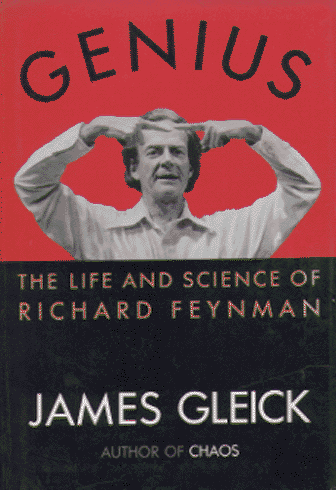 GENIUS
THE LIFE AND SCIENCE OF
RICHARD FEYNMAN
JAMES GLEICK
AUTHOR OF CHAOS